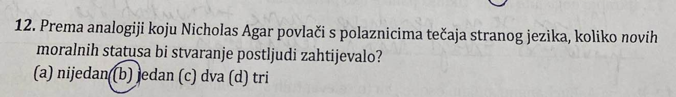 12. Prema analogiji koju Nicholas Agar povlači s polaznicima tečaja stranog jezika, koliko novih
moralnih statusa bi stvaranje postljudi zahtijevalo?
(a) nijedan (b) jedan (c) dva (d) tri